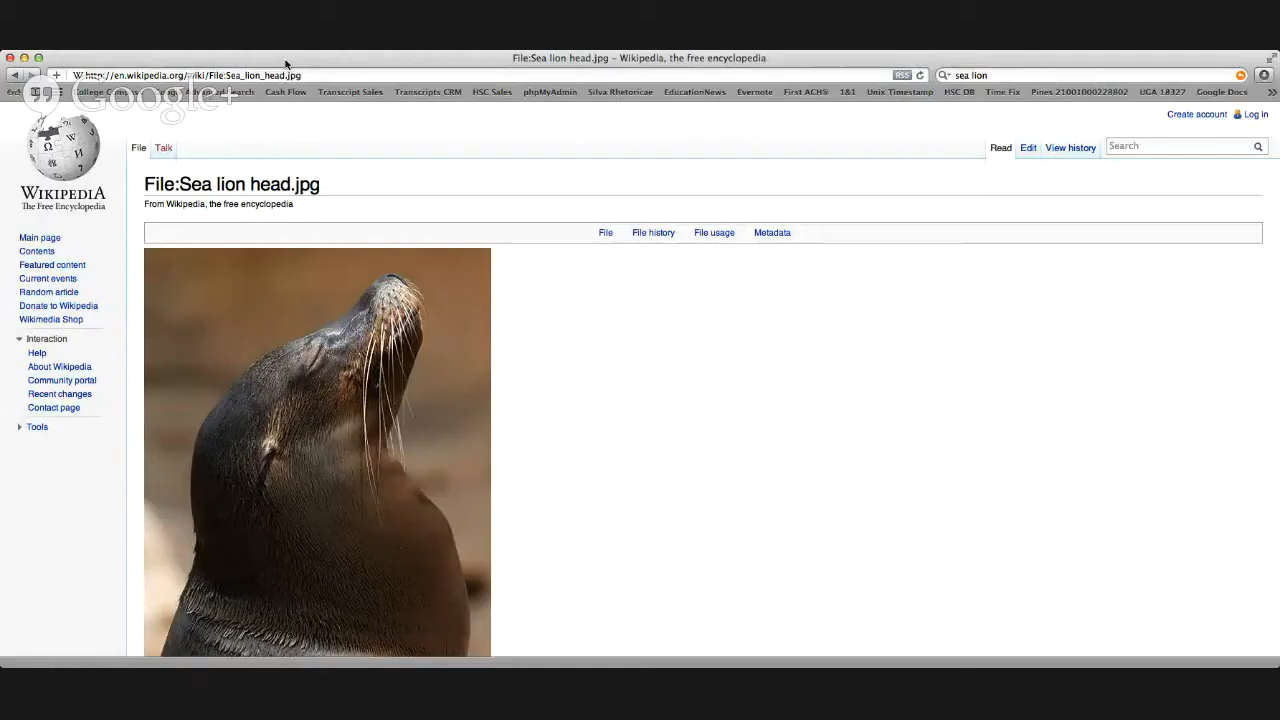 File:Sea lion head.jpg – Wikipedia, the free encyclopedia
http://en.wikipedia.org/wiki/File:Sea_lion_head.jpg RSS sea lion
Cash Flow Transcript Sales Transcripts CRM HSC Sales phpMyAdmin Silva Rhetoricae Evernote EducationNews First ACH® 1&1 Unix Timestamp HSC DB Time Fix Pines 21001000228802 UGA 18327 Google Docs
Google+
Create account Log in
File Talk Read Edit View history Search
WIKIPEDIA
The Free Encyclopedia
File:Sea lion head.jpg
From Wikipedia, the free encyclopedia
File File history File usage Metadata
Main page
Contents
Featured content
Current events
Random article
Donate to Wikipedia
Wikimedia Shop
Interaction
Help
About Wikipedia
Community portal
Recent changes
Contact page
Tools